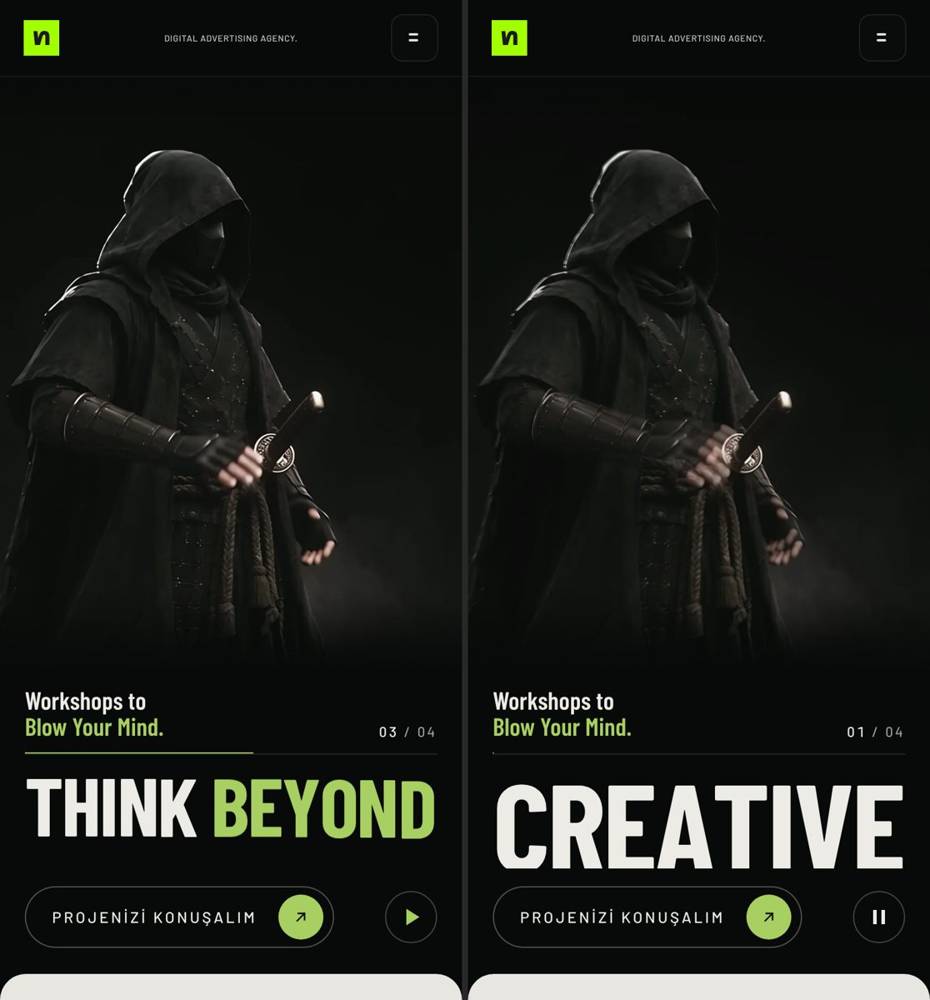 n
DIGITAL ADVERTISING AGENCY.
Workshops to
Blow Your Mind.
03 / 04
THINK BEYOND
PROJENİZİ KONUŞALIM
n
DIGITAL ADVERTISING AGENCY.
Workshops to
Blow Your Mind.
01 / 04
CREATIVE
PROJENİZİ KONUŞALIM